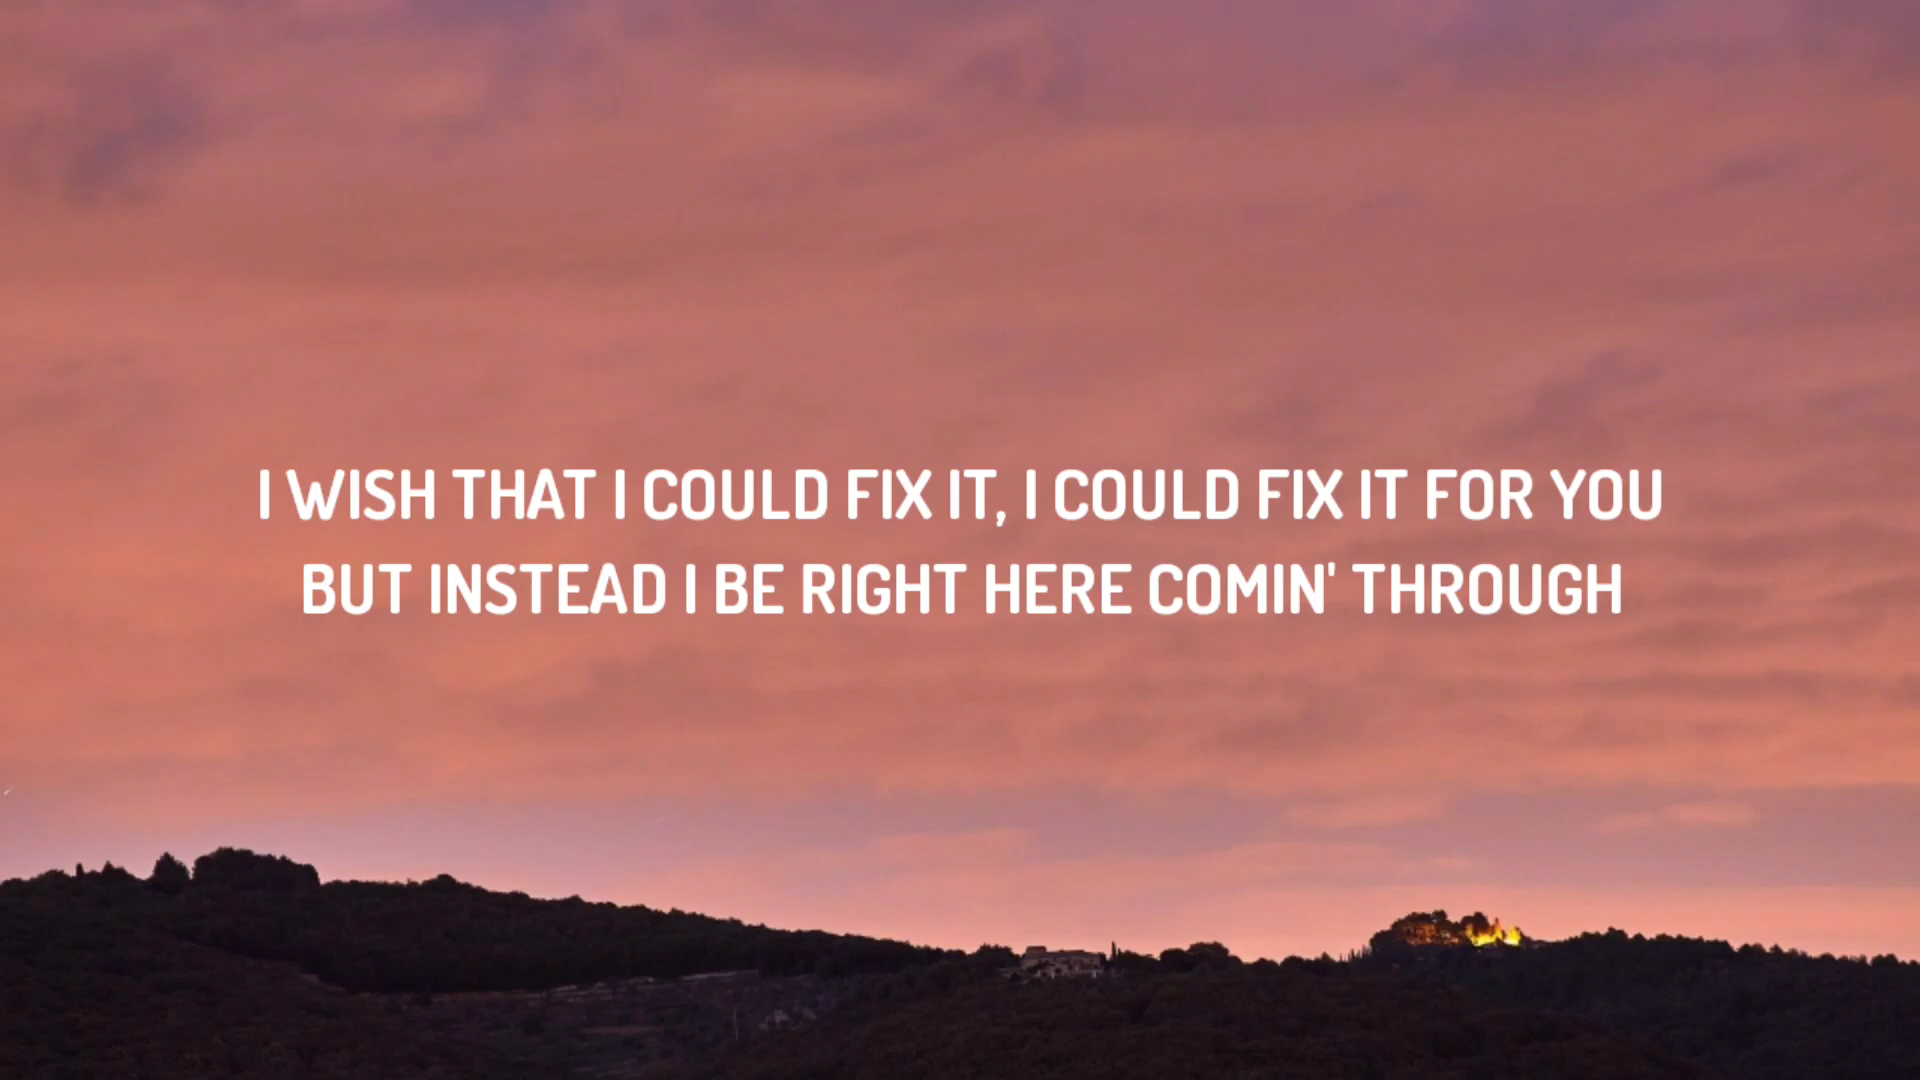 I WISH THAT I COULD FIX IT, I COULD FIX IT FOR YOU
BUT INSTEAD I BE RIGHT HERE COMIN' THROUGH